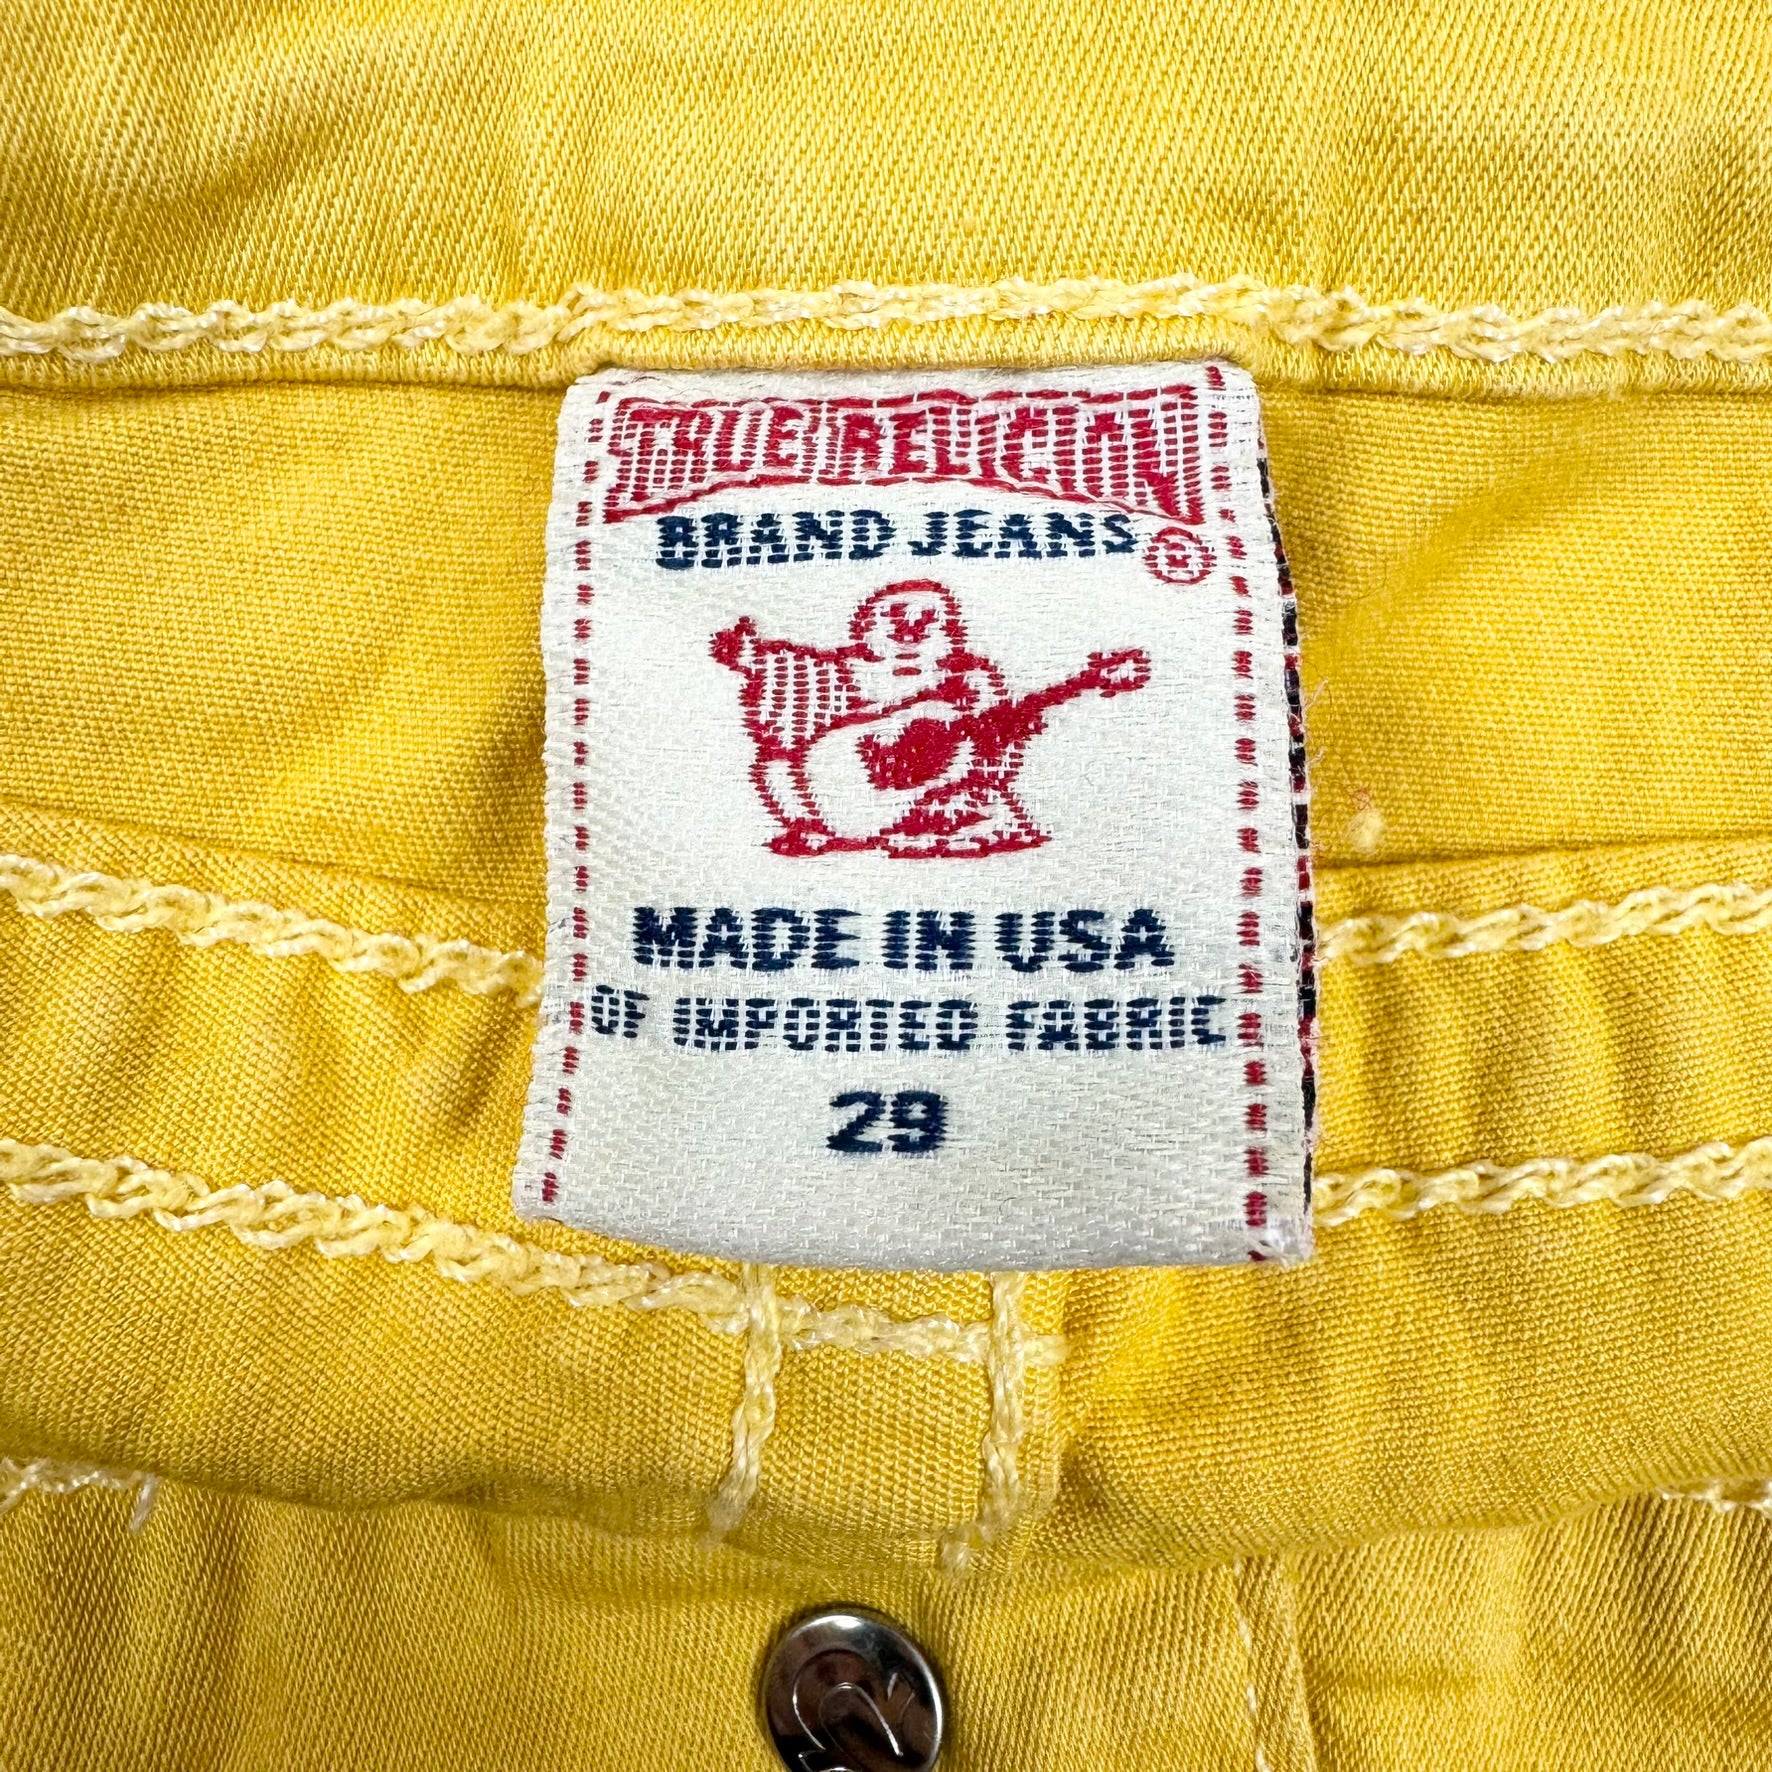 TRUE RELIGION
BRAND JEANS ®
MADE IN USA
OF IMPORTED FABRIC
29